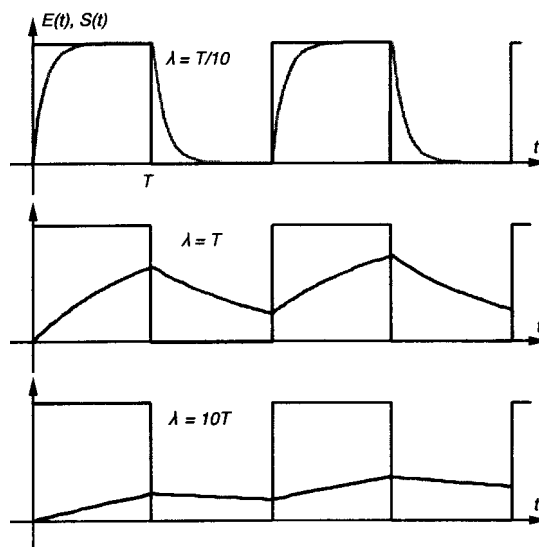 E(t), S(t)
λ = T/10
t
T
λ = T
t
λ = 10T
t